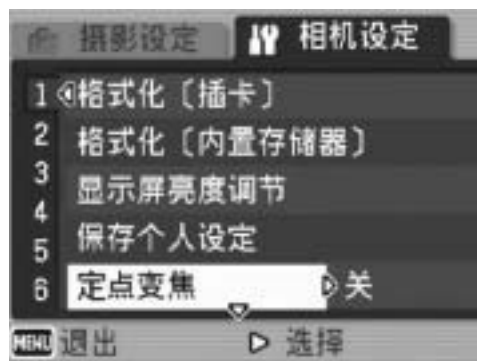 摄影设定 相机设定
1 格式化〔插卡〕
2 格式化〔内置存储器〕
3 显示屏亮度调节
4 保存个人设定
5
6 定点变焦 关
MENU 退出 选择